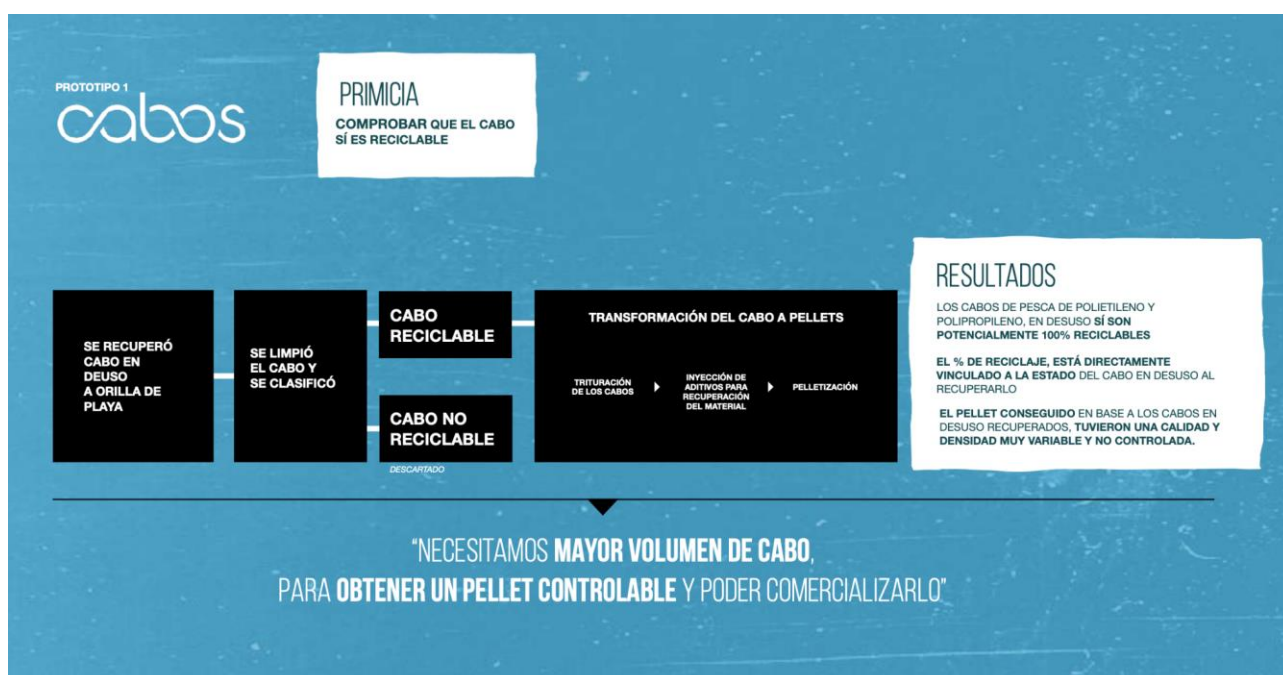 PROTOTIPO 1
cabos
PRIMICIA
COMPROBAR QUE EL CABO
SÍ ES RECICLABLE
SE RECUPERÓ
CABO EN
DEUSO
A ORILLA DE
PLAYA
SE LIMPIÓ
EL CABO Y
SE CLASIFICÓ
CABO
RECICLABLE
CABO NO
RECICLABLE
DESCARTADO
TRANSFORMACIÓN DEL CABO A PELLETS
TRITURACIÓN
DE LOS CABOS
INYECCIÓN DE
ADITIVOS PARA
RECUPERACIÓN
DEL MATERIAL
PELLETIZACIÓN
RESULTADOS
LOS CABOS DE PESCA DE POLIETILENO Y
POLIPROPILENO, EN DESUSO SÍ SON
POTENCIALMENTE 100% RECICLABLES
EL % DE RECICLAJE, ESTÁ DIRECTAMENTE
VINCULADO A LA ESTADO DEL CABO EN DESUSO AL
RECUPERARLO
EL PELLET CONSEGUIDO EN BASE A LOS CABOS EN
DESUSO RECUPERADOS, TUVIERON UNA CALIDAD Y
DENSIDAD MUY VARIABLE Y NO CONTROLADA.
“NECESITAMOS MAYOR VOLUMEN DE CABO,
PARA OBTENER UN PELLET CONTROLABLE Y PODER COMERCIALIZARLO”